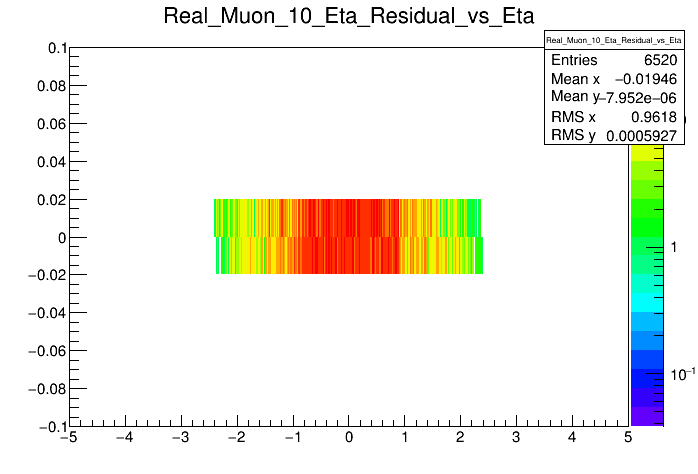 Real_Muon_10_Eta_Residual_vs_Eta
Real_Muon_10_Eta_Residual_vs_Eta
Entries 6520
Mean x −0.01946
Mean y −7.952e−06
RMS x 0.9618
RMS y 0.0005927
0.1
0.08
0.06
0.04
0.02
0
−0.02
−0.04
−0.06
−0.08
−0.1
−5 −4 −3 −2 −1 0 1 2 3 4 5
1
10⁻¹